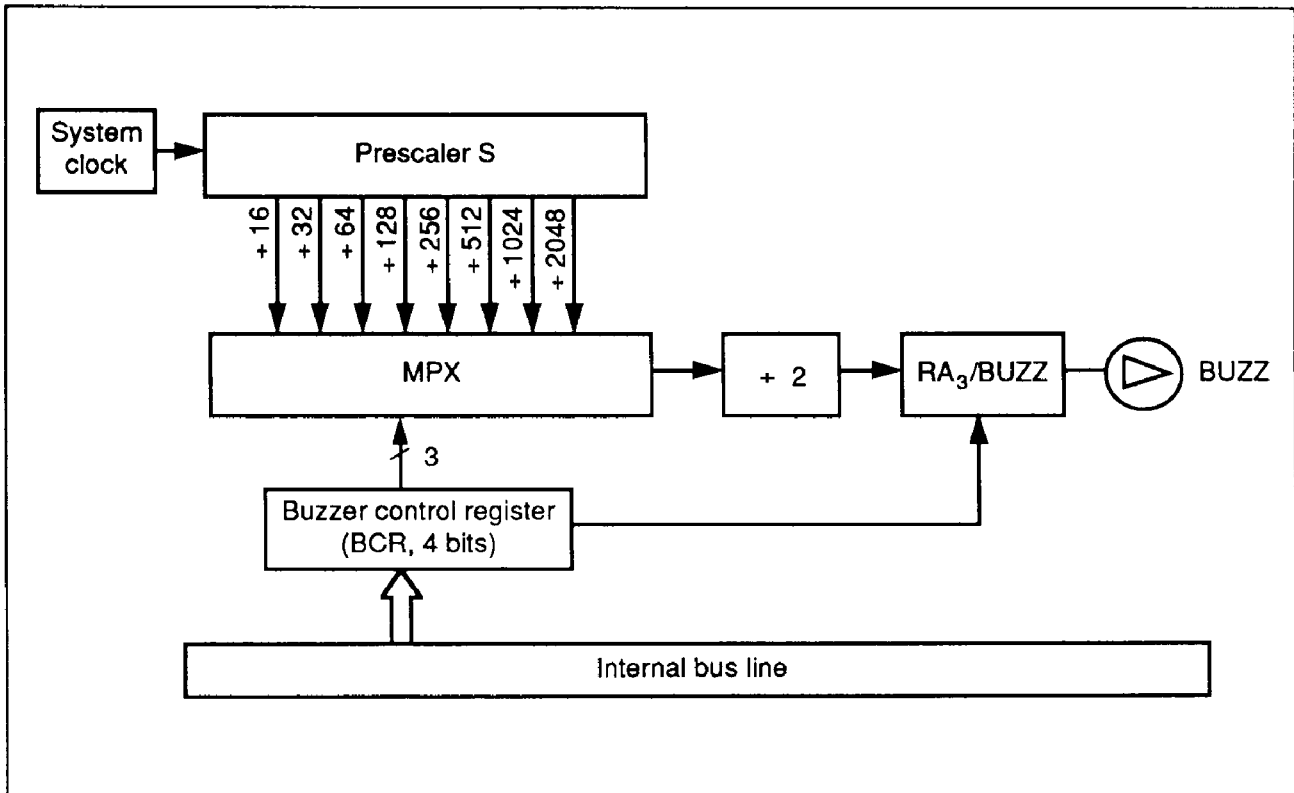 System
clock
Prescaler S
÷ 16
÷ 32
÷ 64
÷ 128
÷ 256
÷ 512
÷ 1024
÷ 2048
MPX
÷ 2
RA₃/BUZZ
BUZZ
3
Buzzer control register
(BCR, 4 bits)
Internal bus line